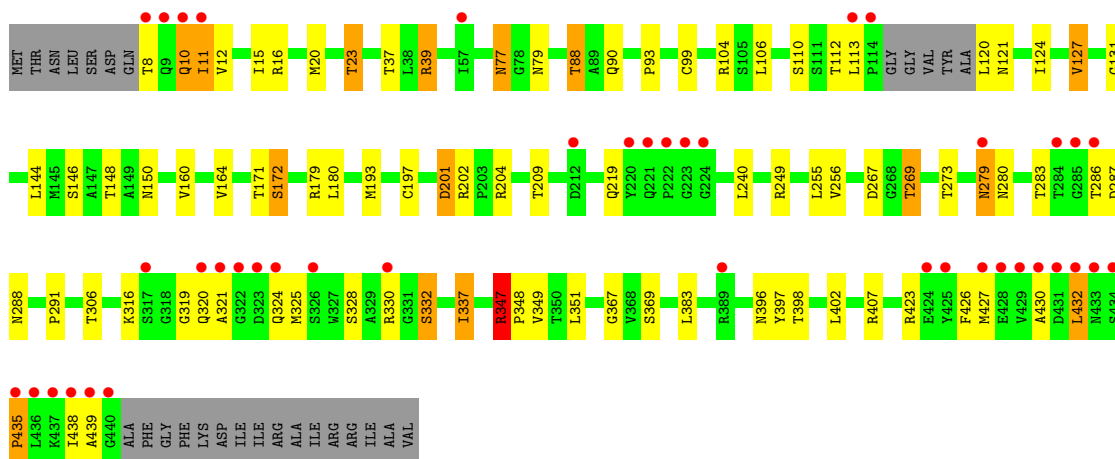 MET THR ASN LEU SER ASP GLN T8 Q9 Q10 I11 V12 I15 R16 M20 T23 T37 L38 R39 I57 N77 G78 N79 T88 A89 Q90 P93 C99 R104 S105 L106 S110 S111 T112 L113 P114 GLY GLY VAL TYR ALA L120 N121 I124 V127
L144 M145 S146 A147 T148 A149 N150 V160 V164 T171 S172 R179 L180 M193 C197 D201 R202 P203 R204 T209 D212 Q219 Y220 Q221 P222 G223 G224 L240 R249 L255 V256 D267 G268 T269 T273 N279 N280 T283 T284 G285 T286
N288 P291 T306 K316 S317 G318 G319 Q320 A321 G322 D323 Q324 M325 S326 W327 S328 A329 R330 G331 S332 I337 R347 P348 V349 T350 L351 G367 V368 S369 L383 R389 N396 Y397 T398 L402 R407 R423 E424 Y425 F426 M427 E428 V429 A430 D431 L432 N433
P435 L436 K437 I438 A439 G440 ALA PHE GLY PHE LYS ASP ILE ILE ARG ALA ILE ARG ARG ILE ALA VAL